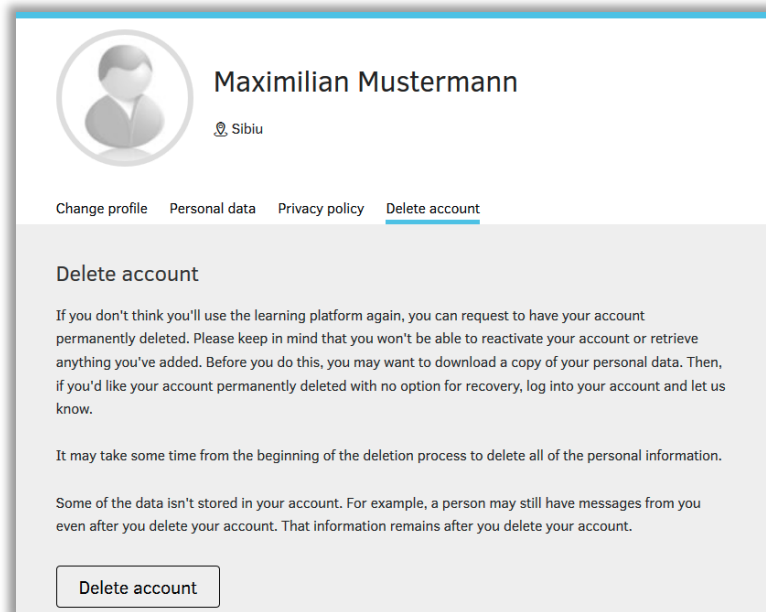 Maximilian Mustermann
Sibiu
Change profile Personal data Privacy policy Delete account
Delete account
If you don't think you'll use the learning platform again, you can request to have your account
permanently deleted. Please keep in mind that you won't be able to reactivate your account or retrieve
anything you've added. Before you do this, you may want to download a copy of your personal data. Then,
if you'd like your account permanently deleted with no option for recovery, log into your account and let us
know.
It may take some time from the beginning of the deletion process to delete all of the personal information.
Some of the data isn't stored in your account. For example, a person may still have messages from you
even after you delete your account. That information remains after you delete your account.
Delete account